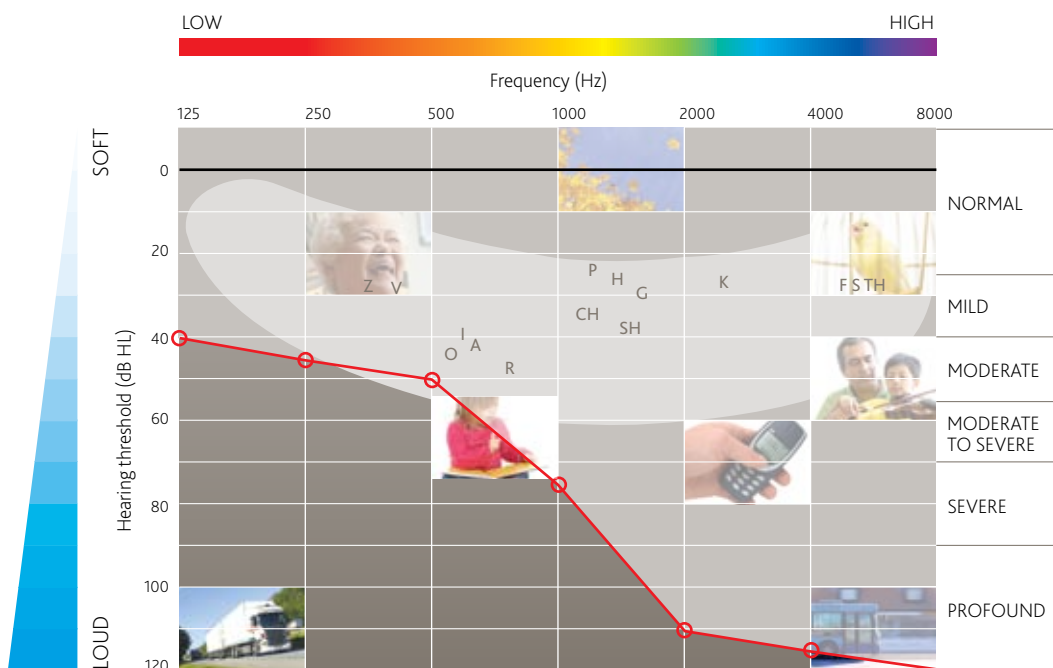 LOW HIGH
Frequency (Hz)
125 250 500 1000 2000 4000 8000
SOFT
0
NORMAL
20
P H G K
Z V
F S TH
MILD
CH SH
Hearing threshold (dB HL)
40
I A O R
MODERATE
60
MODERATE
TO SEVERE
80
SEVERE
100
PROFOUND
LOUD
120